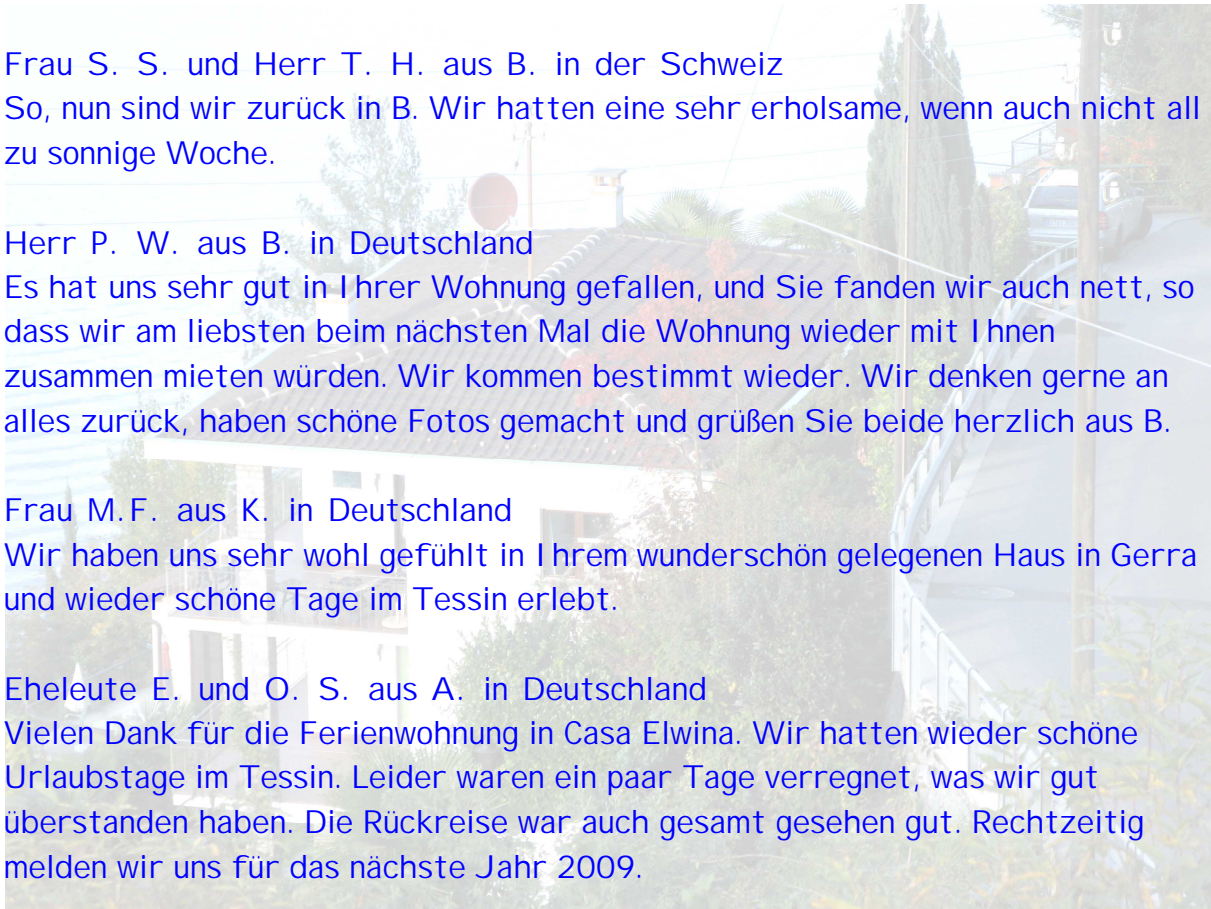 Frau S. S. und Herr T. H. aus B. in der Schweiz
So, nun sind wir zurück in B. Wir hatten eine sehr erholsame, wenn auch nicht all
zu sonnige Woche.
Herr P. W. aus B. in Deutschland
Es hat uns sehr gut in Ihrer Wohnung gefallen, und Sie fanden wir auch nett, so
dass wir am liebsten beim nächsten Mal die Wohnung wieder mit Ihnen
zusammen mieten würden. Wir kommen bestimmt wieder. Wir denken gerne an
alles zurück, haben schöne Fotos gemacht und grüßen Sie beide herzlich aus B.
Frau M.F. aus K. in Deutschland
Wir haben uns sehr wohl gefühlt in Ihrem wunderschön gelegenen Haus in Gerra
und wieder schöne Tage im Tessin erlebt.
Eheleute E. und O. S. aus A. in Deutschland
Vielen Dank für die Ferienwohnung in Casa Elwina. Wir hatten wieder schöne
Urlaubstage im Tessin. Leider waren ein paar Tage verregnet, was wir gut
überstanden haben. Die Rückreise war auch gesamt gesehen gut. Rechtzeitig
melden wir uns für das nächste Jahr 2009.